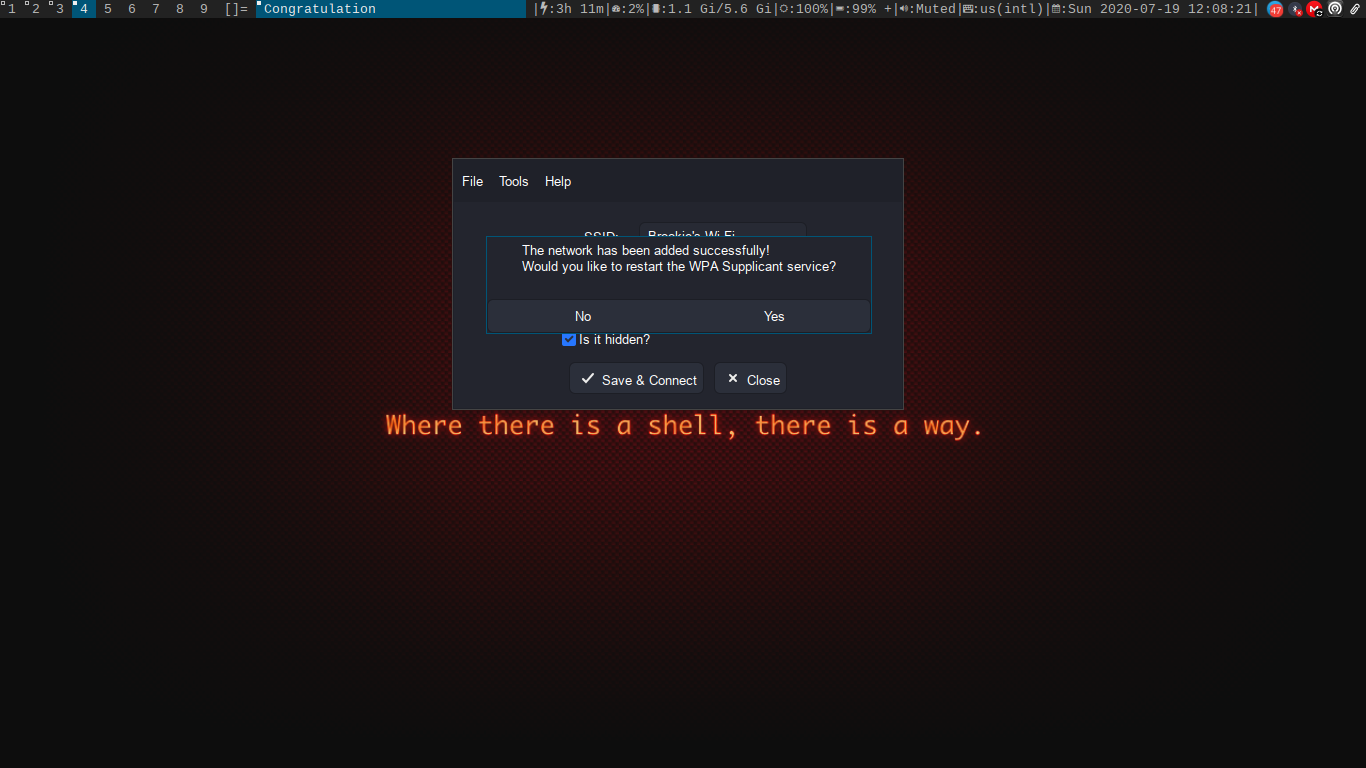 1 2 3 4 5 6 7 8 9 []= Congratulation |:3h 11m|:2%|:1.1 Gi/5.6 Gi|:100%|:99% +|:Muted|:us(intl)|:Sun 2020-07-19 12:08:21| 47
File Tools Help
SSID: Brookie's Wi-Fi
The network has been added successfully!
Would you like to restart the WPA Supplicant service?
No Yes
Is it hidden?
Save & Connect Close
Where there is a shell, there is a way.